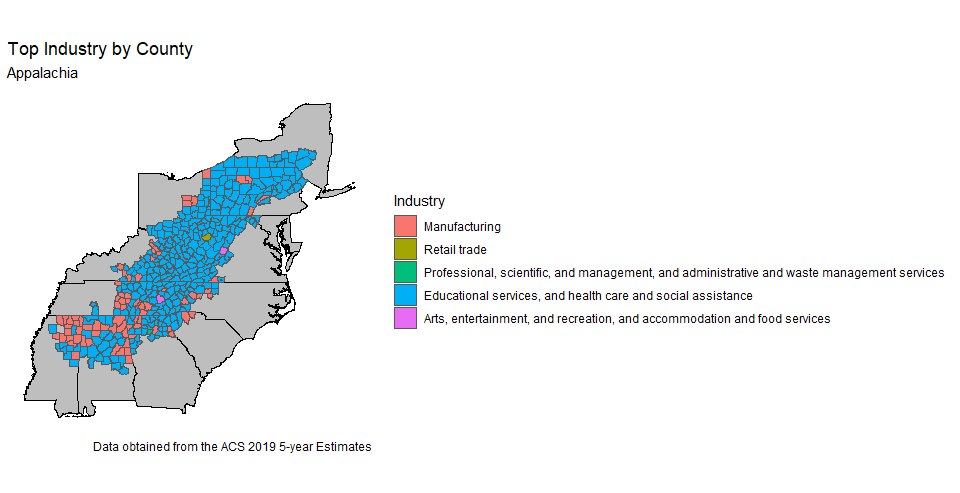 Top Industry by County
Appalachia
Industry
Manufacturing
Retail trade
Professional, scientific, and management, and administrative and waste management services
Educational services, and health care and social assistance
Arts, entertainment, and recreation, and accommodation and food services
Data obtained from the ACS 2019 5-year Estimates